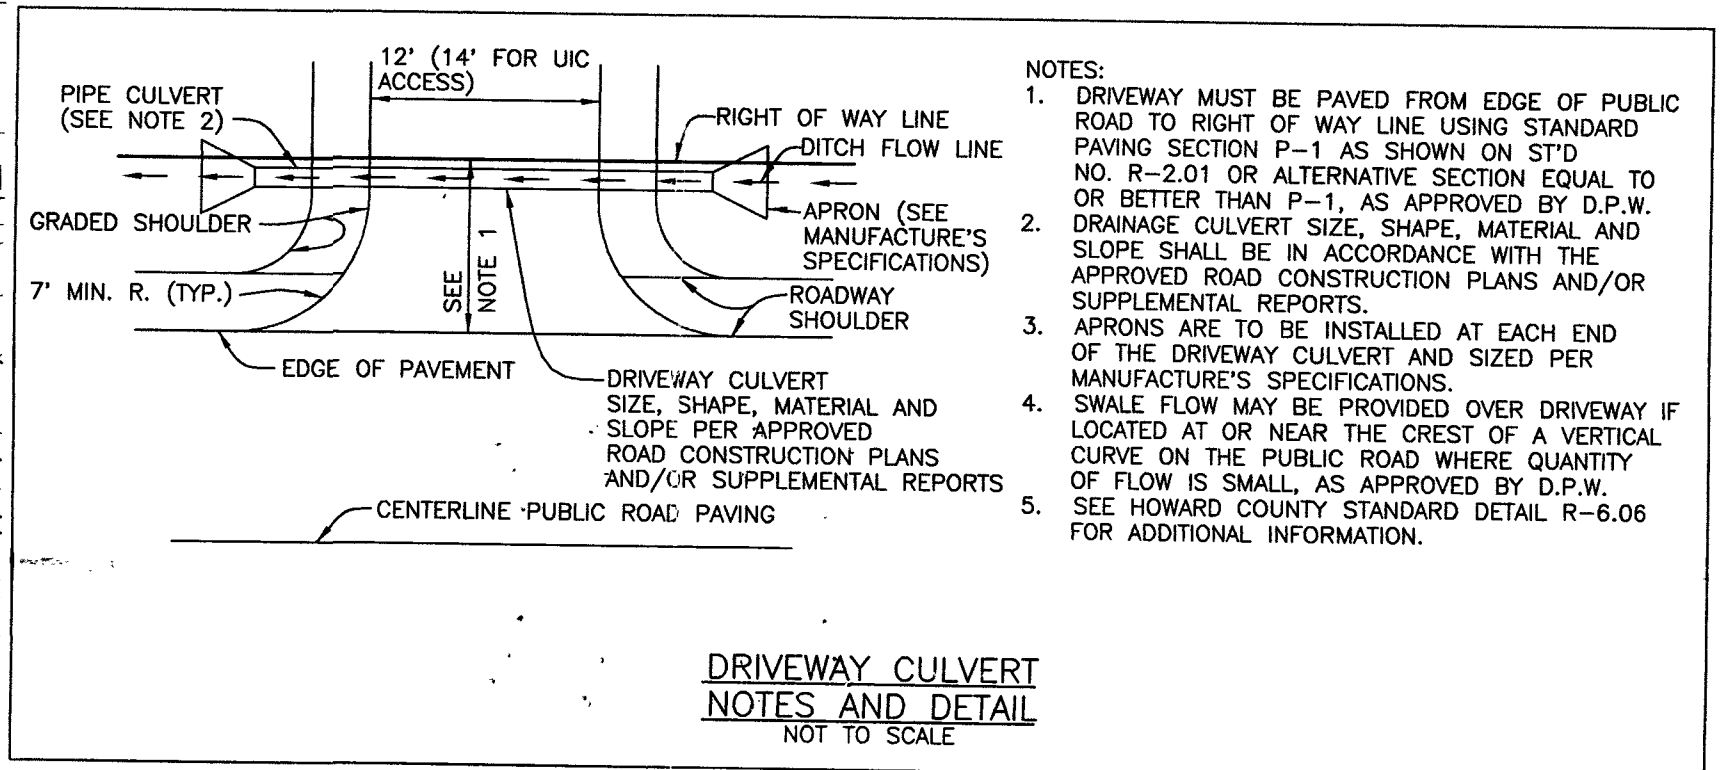 12' (14' FOR UIC
ACCESS)
PIPE CULVERT
(SEE NOTE 2)
RIGHT OF WAY LINE
DITCH FLOW LINE
GRADED SHOULDER
APRON (SEE
MANUFACTURE'S
SPECIFICATIONS)
SEE
NOTE 1
7' MIN. R. (TYP.)
ROADWAY
SHOULDER
EDGE OF PAVEMENT
DRIVEWAY CULVERT
SIZE, SHAPE, MATERIAL AND
SLOPE PER APPROVED
ROAD CONSTRUCTION PLANS
AND/OR SUPPLEMENTAL REPORTS
CENTERLINE PUBLIC ROAD PAVING
NOTES:
1. DRIVEWAY MUST BE PAVED FROM EDGE OF PUBLIC
ROAD TO RIGHT OF WAY LINE USING STANDARD
PAVING SECTION P-1 AS SHOWN ON ST'D
NO. R-2.01 OR ALTERNATIVE SECTION EQUAL TO
OR BETTER THAN P-1, AS APPROVED BY D.P.W.
2. DRAINAGE CULVERT SIZE, SHAPE, MATERIAL AND
SLOPE SHALL BE IN ACCORDANCE WITH THE
APPROVED ROAD CONSTRUCTION PLANS AND/OR
SUPPLEMENTAL REPORTS.
3. APRONS ARE TO BE INSTALLED AT EACH END
OF THE DRIVEWAY CULVERT AND SIZED PER
MANUFACTURE'S SPECIFICATIONS.
4. SWALE FLOW MAY BE PROVIDED OVER DRIVEWAY IF
LOCATED AT OR NEAR THE CREST OF A VERTICAL
CURVE ON THE PUBLIC ROAD WHERE QUANTITY
OF FLOW IS SMALL, AS APPROVED BY D.P.W.
5. SEE HOWARD COUNTY STANDARD DETAIL R-6.06
FOR ADDITIONAL INFORMATION.
DRIVEWAY CULVERT
NOTES AND DETAIL
NOT TO SCALE